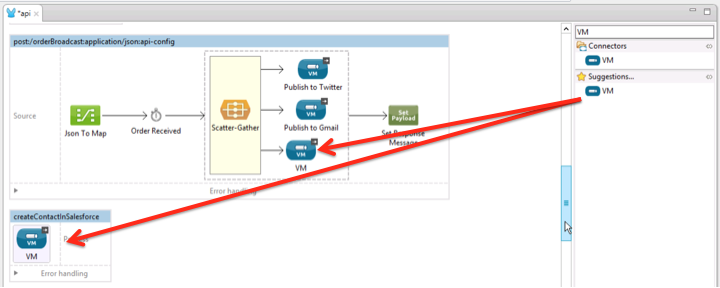 *api
VM
Connectors
VM
Suggestions...
VM
post:/orderBroadcast:application/json:api-config
Source
Json To Map
Order Received
Scatter-Gather
VM
Publish to Twitter
VM
Publish to Gmail
VM
VM
Set
Payload
Set Response
Message
Error handling
createContactInSalesforce
VM
VM
Error handling